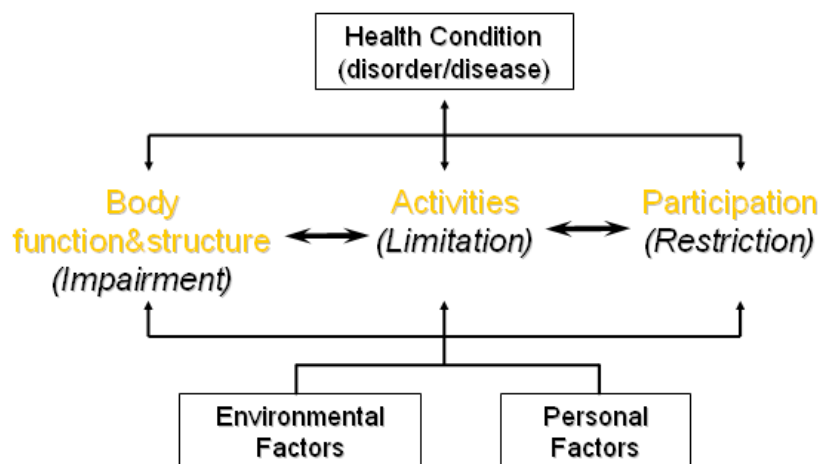 Health Condition
(disorder/disease)
Body
function&structure
(Impairment)
Activities
(Limitation)
Participation
(Restriction)
Environmental
Factors
Personal
Factors